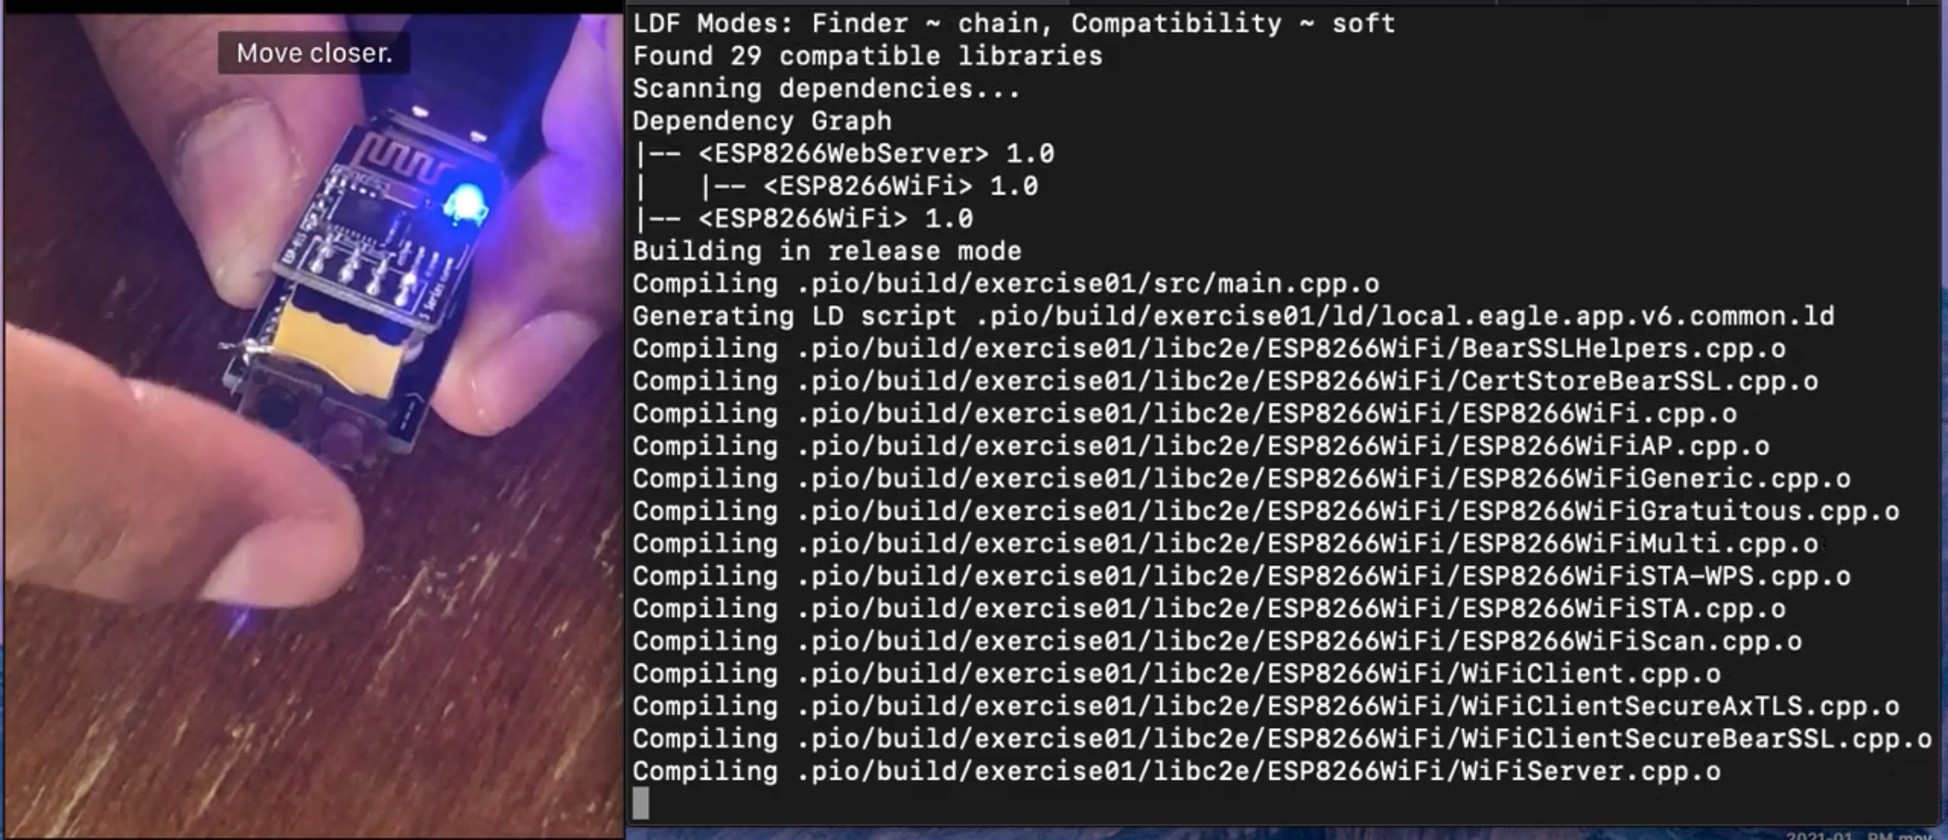 Move closer.
LDF Modes: Finder ~ chain, Compatibility ~ soft
Found 29 compatible libraries
Scanning dependencies...
Dependency Graph
|-- <ESP8266WebServer> 1.0
|   |-- <ESP8266WiFi> 1.0
|-- <ESP8266WiFi> 1.0
Building in release mode
Compiling .pio/build/exercise01/src/main.cpp.o
Generating LD script .pio/build/exercise01/ld/local.eagle.app.v6.common.ld
Compiling .pio/build/exercise01/libc2e/ESP8266WiFi/BearSSLHelpers.cpp.o
Compiling .pio/build/exercise01/libc2e/ESP8266WiFi/CertStoreBearSSL.cpp.o
Compiling .pio/build/exercise01/libc2e/ESP8266WiFi/ESP8266WiFi.cpp.o
Compiling .pio/build/exercise01/libc2e/ESP8266WiFi/ESP8266WiFiAP.cpp.o
Compiling .pio/build/exercise01/libc2e/ESP8266WiFi/ESP8266WiFiGeneric.cpp.o
Compiling .pio/build/exercise01/libc2e/ESP8266WiFi/ESP8266WiFiGratuitous.cpp.o
Compiling .pio/build/exercise01/libc2e/ESP8266WiFi/ESP8266WiFiMulti.cpp.o
Compiling .pio/build/exercise01/libc2e/ESP8266WiFi/ESP8266WiFiSTA-WPS.cpp.o
Compiling .pio/build/exercise01/libc2e/ESP8266WiFi/ESP8266WiFiSTA.cpp.o
Compiling .pio/build/exercise01/libc2e/ESP8266WiFi/ESP8266WiFiScan.cpp.o
Compiling .pio/build/exercise01/libc2e/ESP8266WiFi/WiFiClient.cpp.o
Compiling .pio/build/exercise01/libc2e/ESP8266WiFi/WiFiClientSecureAxTLS.cpp.o
Compiling .pio/build/exercise01/libc2e/ESP8266WiFi/WiFiClientSecureBearSSL.cpp.o
Compiling .pio/build/exercise01/libc2e/ESP8266WiFi/WiFiServer.cpp.o